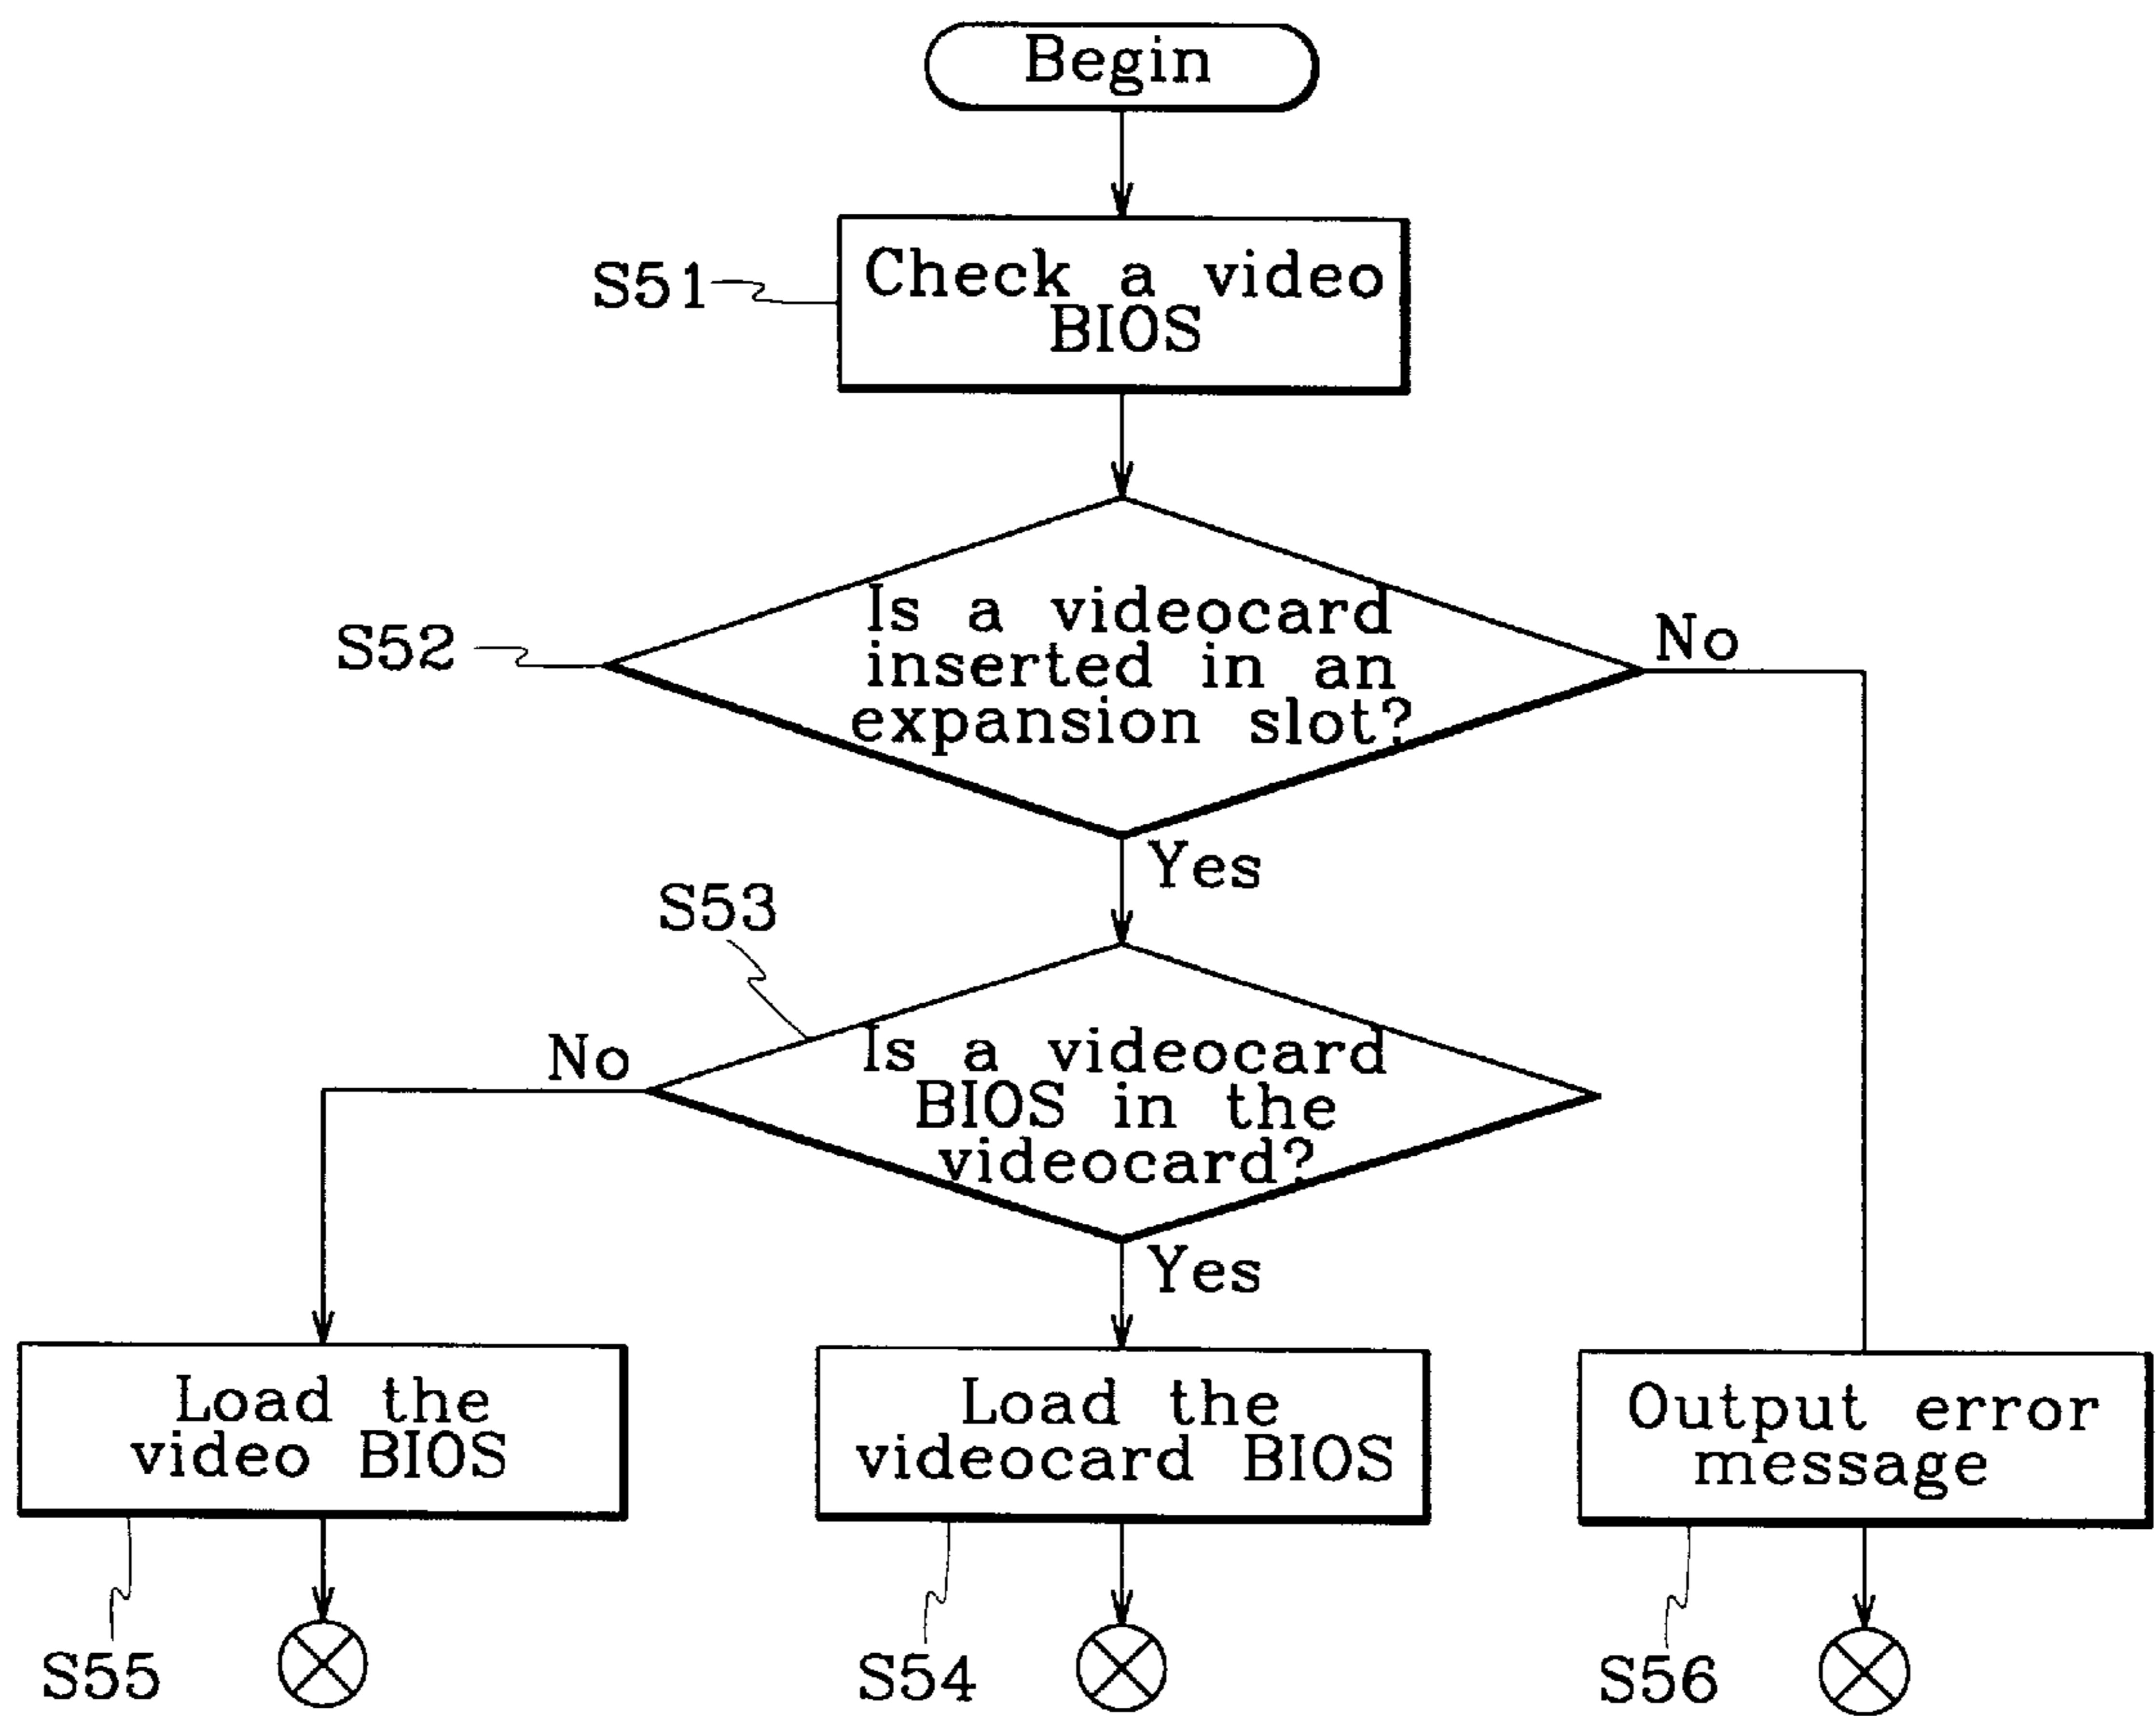 Begin
S51
Check a video
BIOS
S52
Is a videocard
inserted in an
expansion slot?
No
Yes
S53
No
Is a videocard
BIOS in the
videocard?
Yes
Load the
video BIOS
Load the
videocard BIOS
Output error
message
S55
S54
S56